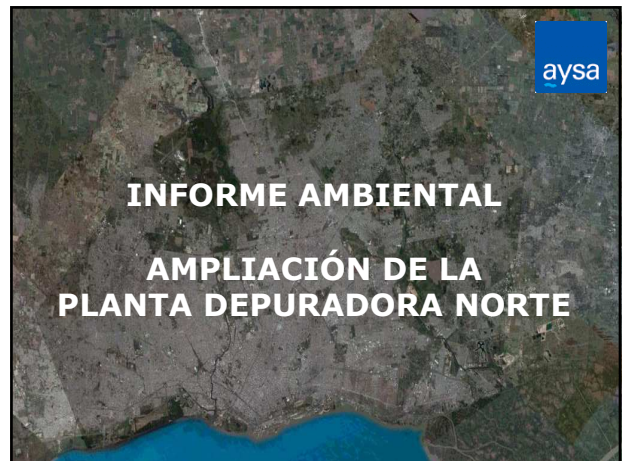 aysa
INFORME AMBIENTAL
AMPLIACIÓN DE LA
PLANTA DEPURADORA NORTE